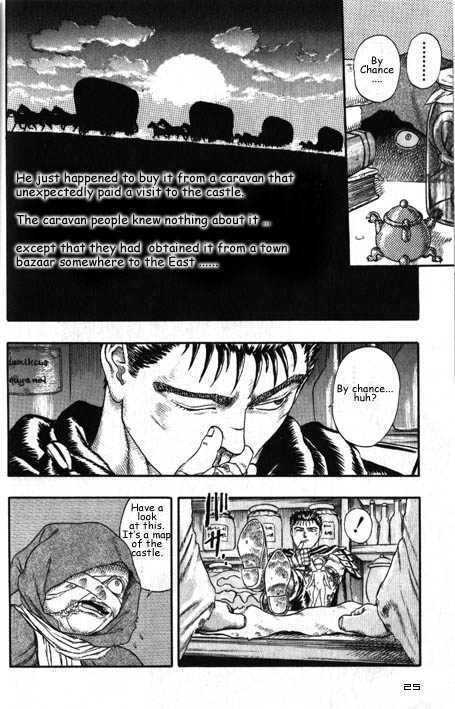 .........
By
Chance
....
He just happened to buy it from a caravan that
unexpectedly paid a visit to the castle.
The caravan people knew nothing about it ...
except that they had obtained it from a town
bazaar somewhere to the East ......
By chance...
huh?
Have a
look
at this.
It's a map
of the
castle.
!
25